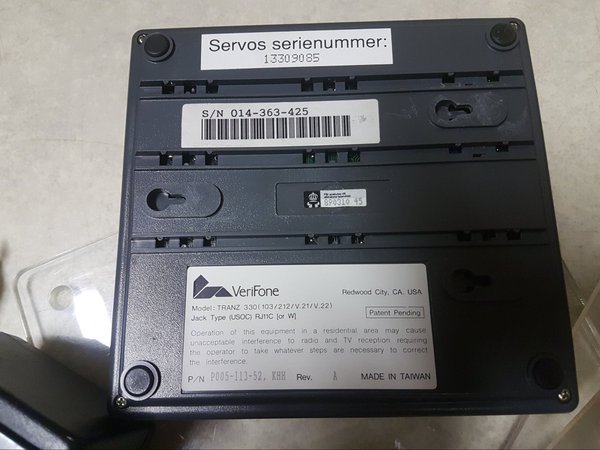 Servos serienummer:
13309085
S/N 014-363-425
8P0310 45
VeriFone
Redwood City, CA. USA
Model: TRANZ 330(103/212/V.21/V.22)
Jack Type (USOC) RJ11C [or W]
Patent Pending
Operation of this equipment in a residential area may cause
unacceptable interference to radio and TV reception requiring
the operator to take whatever steps are necessary to correct
the interference.
P/N P005-113-52, KHH Rev. A MADE IN TAIWAN